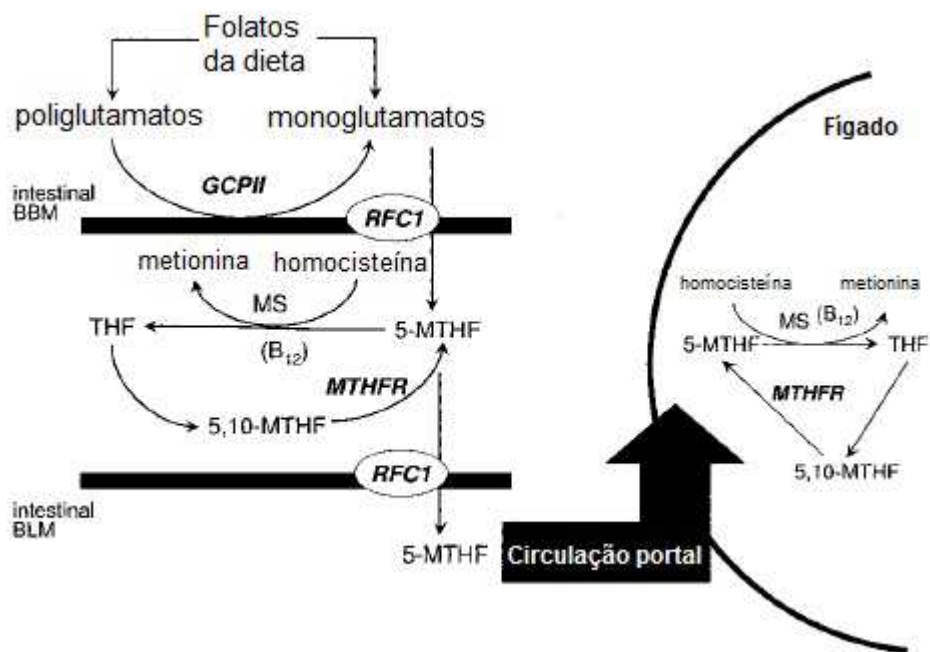 Folatos
da dieta
poliglutamatos
monoglutamatos
GCPII
intestinal
BBM
RFC1
metionina
homocisteína
MS
THF
5-MTHF
(B12)
MTHFR
5,10-MTHF
RFC1
intestinal
BLM
5-MTHF
Circulação portal
Fígado
homocisteína
metionina
MS (B12)
5-MTHF
THF
MTHFR
5,10-MTHF